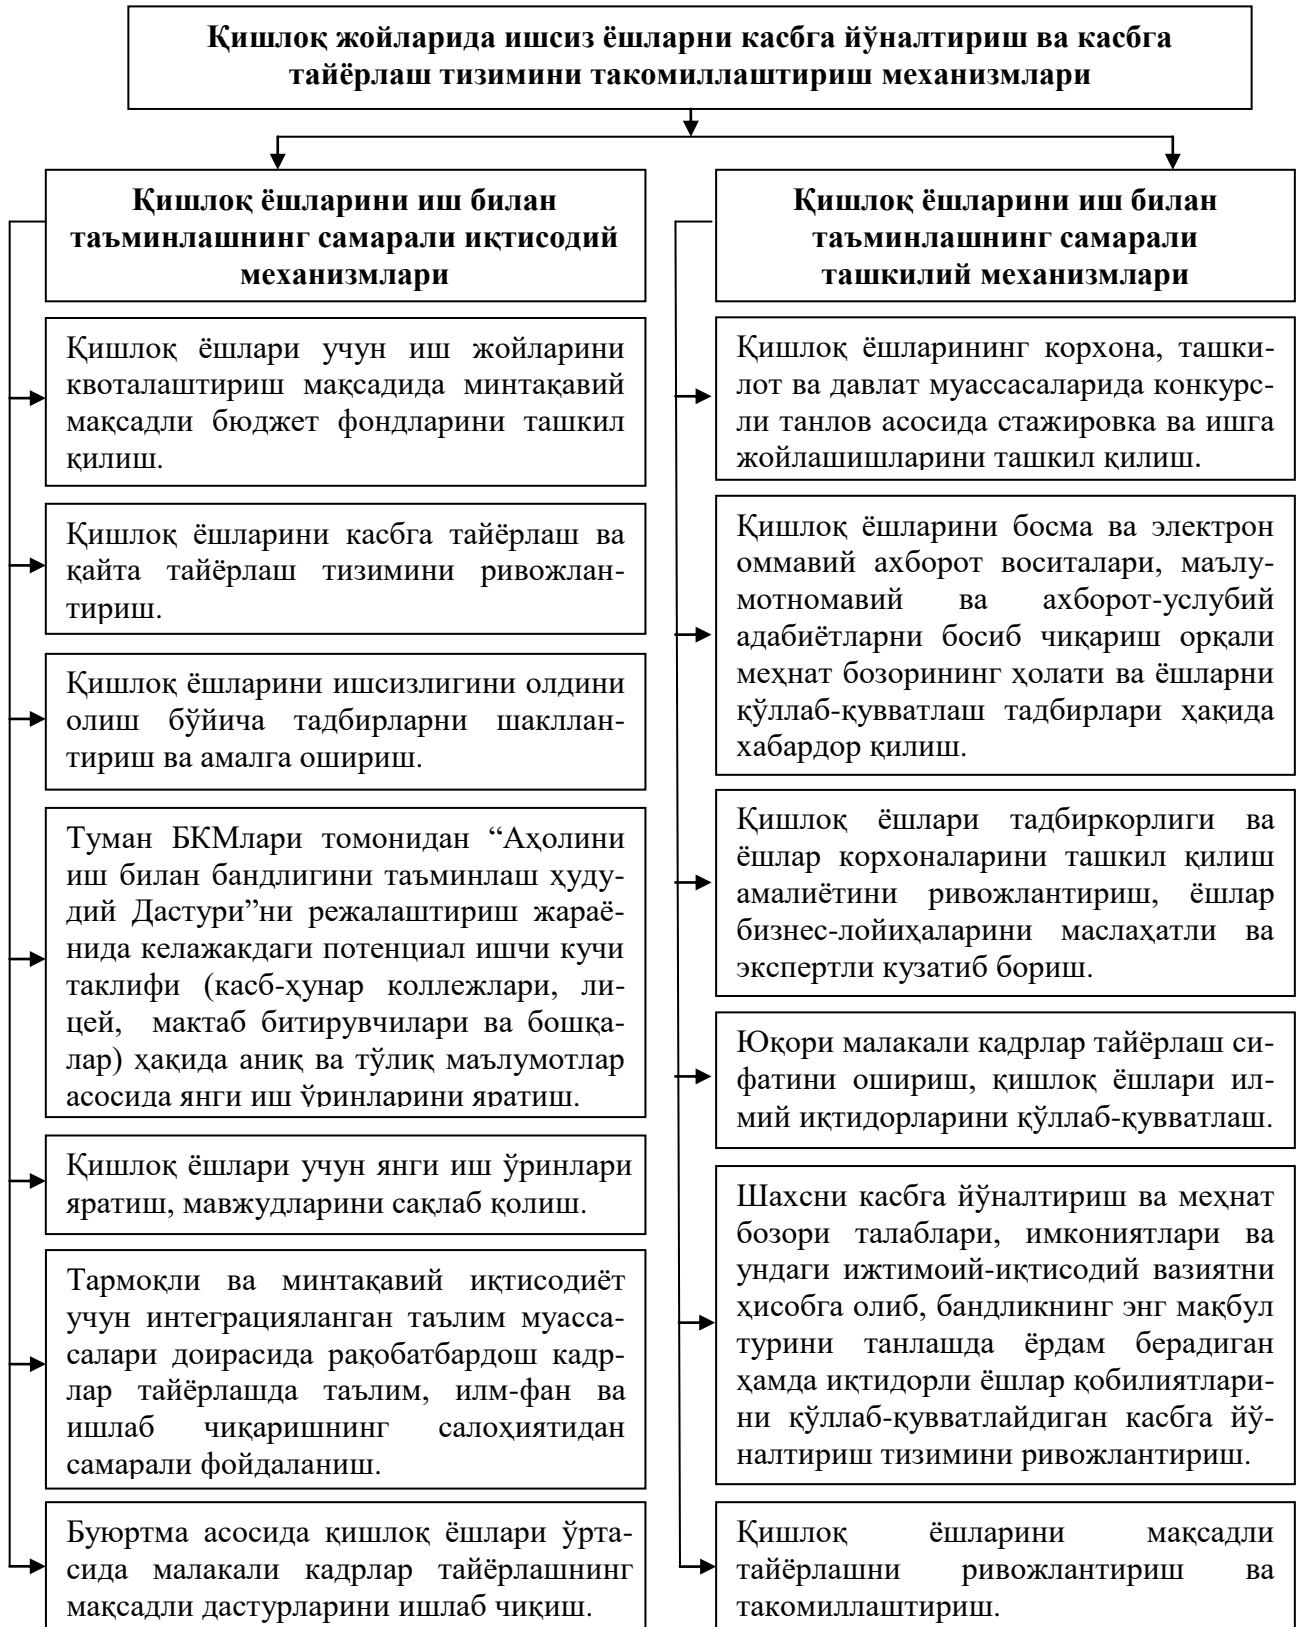 Қишлоқ жойларида ишсиз ёшларни касбга йўналтириш ва касбга
тайёрлаш тизимини такомиллаштириш механизмлари
Қишлоқ ёшларини иш билан
таъминлашнинг самарали иқтисодий
механизмлари
Қишлоқ ёшлари учун иш жойларини
квоталаштириш мақсадида минтақавий
мақсадли бюджет фондларини ташкил
қилиш.
Қишлоқ ёшларини касбга тайёрлаш ва
қайта тайёрлаш тизимини ривожлан-
тириш.
Қишлоқ ёшларини ишсизлигини олдини
олиш бўйича тадбирларни шакллан-
тириш ва амалга ошириш.
Туман БКМлари томонидан “Аҳолини
иш билан бандлигини таъминлаш ҳуду-
дий Дастури”ни режалаштириш жараё-
нида келажакдаги потенциал ишчи кучи
таклифи (касб-ҳунар коллежлари, ли-
цей, мактаб битирувчилари ва бошқа-
лар) ҳақида аниқ ва тўлиқ маълумотлар
асосида янги иш ўринларини яратиш.
Қишлоқ ёшлари учун янги иш ўринлари
яратиш, мавжудларини сақлаб қолиш.
Тармоқли ва минтақавий иқтисодиёт
учун интеграцияланган таълим муасса-
салари доирасида рақобатбардош кадр-
лар тайёрлашда таълим, илм-фан ва
ишлаб чиқаришнинг салоҳиятидан
самарали фойдаланиш.
Буюртма асосида қишлоқ ёшлари ўрта-
сида малакали кадрлар тайёрлашнинг
мақсадли дастурларини ишлаб чиқиш.
Қишлоқ ёшларини иш билан
таъминлашнинг самарали
ташкилий механизмлари
Қишлоқ ёшларининг корхона, ташки-
лот ва давлат муассасаларида конкурс-
ли танлов асосида стажировка ва ишга
жойлашишларини ташкил қилиш.
Қишлоқ ёшларини босма ва электрон
оммавий ахборот воситалари, маълу-
мотномавий ва ахборот-услубий
адабиётларни босиб чиқариш орқали
меҳнат бозорининг ҳолати ва ёшларни
қўллаб-қувватлаш тадбирлари ҳақида
хабардор қилиш.
Қишлоқ ёшлари тадбиркорлиги ва
ёшлар корхоналарини ташкил қилиш
амалиётини ривожлантириш, ёшлар
бизнес-лойиҳаларини маслаҳатли ва
экспертли кузатиб бориш.
Юқори малакали кадрлар тайёрлаш си-
фатини ошириш, қишлоқ ёшлари ил-
мий иқтидорларини қўллаб-қувватлаш.
Шахсни касбга йўналтириш ва меҳнат
бозори талаблари, имкониятлари ва
ундаги ижтимоий-иқтисодий вазиятни
ҳисобга олиб, бандликнинг энг мақбул
турини танлашда ёрдам берадиган
ҳамда иқтидорли ёшлар қобилиятлари-
ни қўллаб-қувватлайдиган касбга йў-
налтириш тизимини ривожлантириш.
Қишлоқ ёшларини мақсадли
тайёрлашни ривожлантириш ва
такомиллаштириш.